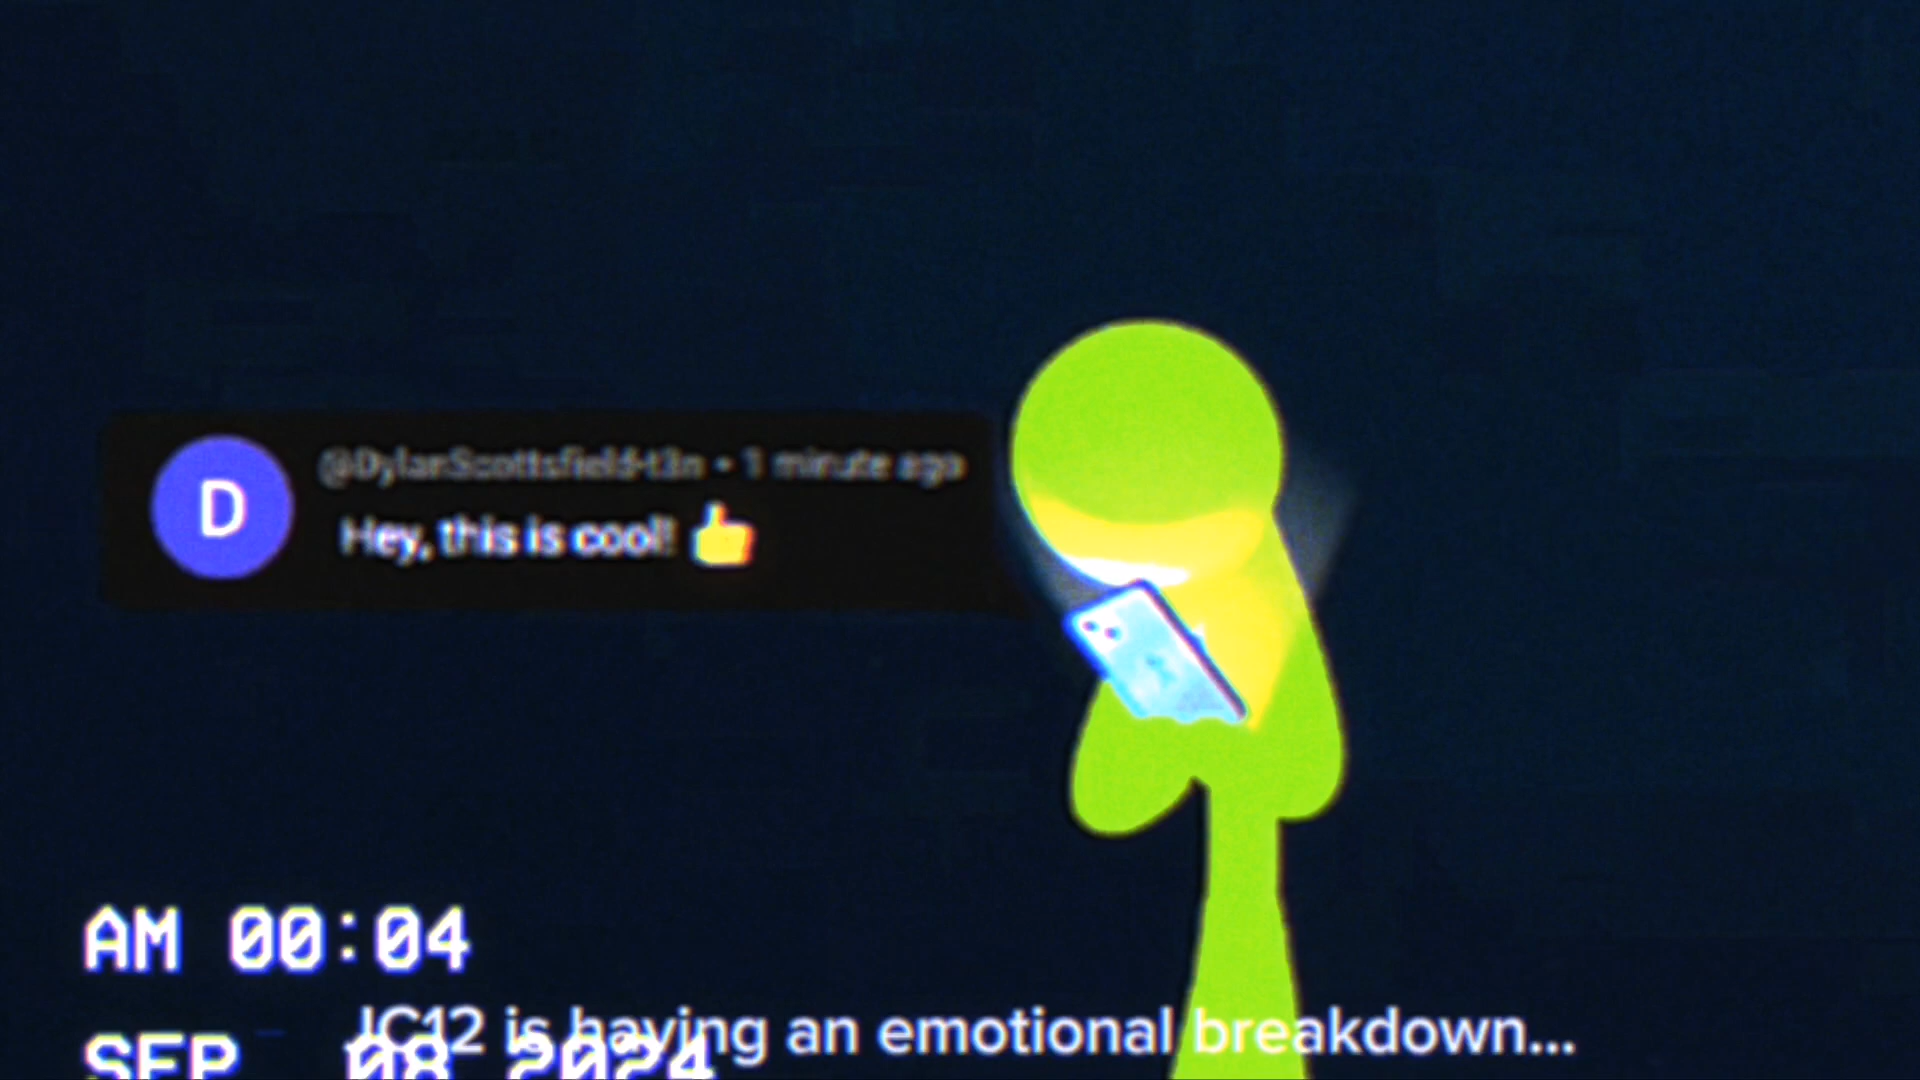 @DylanScottsfield-t3n • 1 minute ago
D
Hey, this is cool! 👍
AM 00:04
JC12 is having an emotional breakdown...
SEP 08 2024